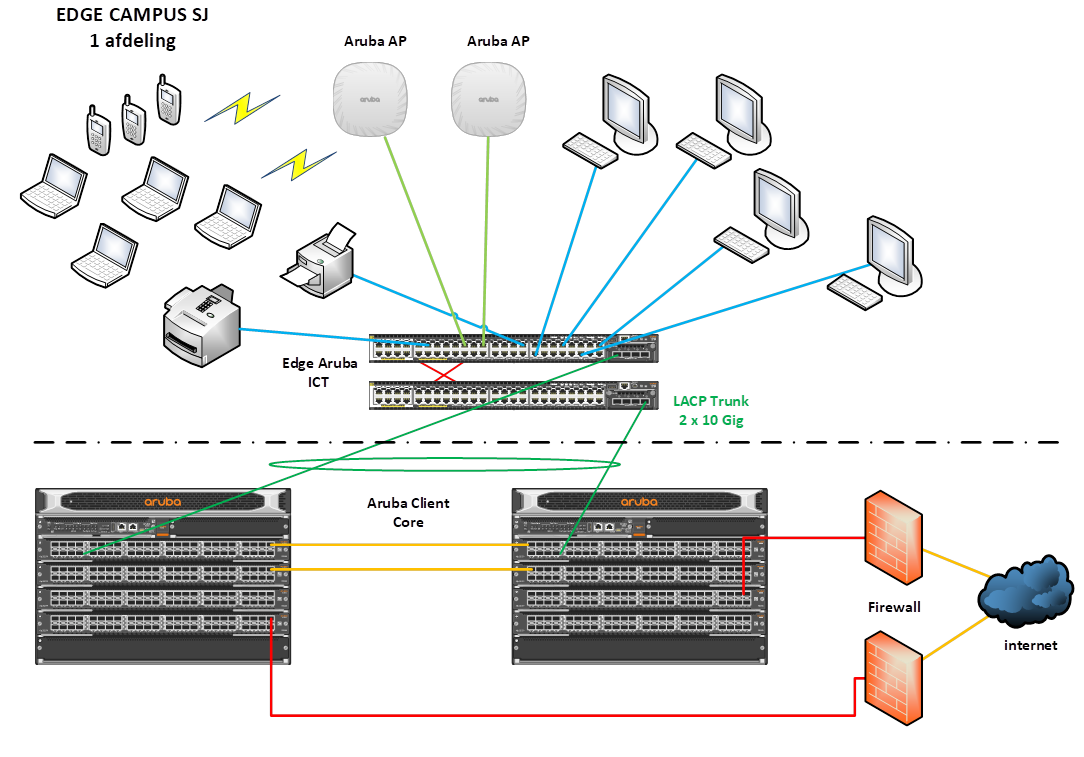 EDGE CAMPUS SJ
1 afdeling
Aruba AP
Aruba AP
aruba
aruba
Edge Aruba
ICT
LACP Trunk
2 x 10 Gig
aruba
Aruba Client
Core
aruba
Firewall
internet